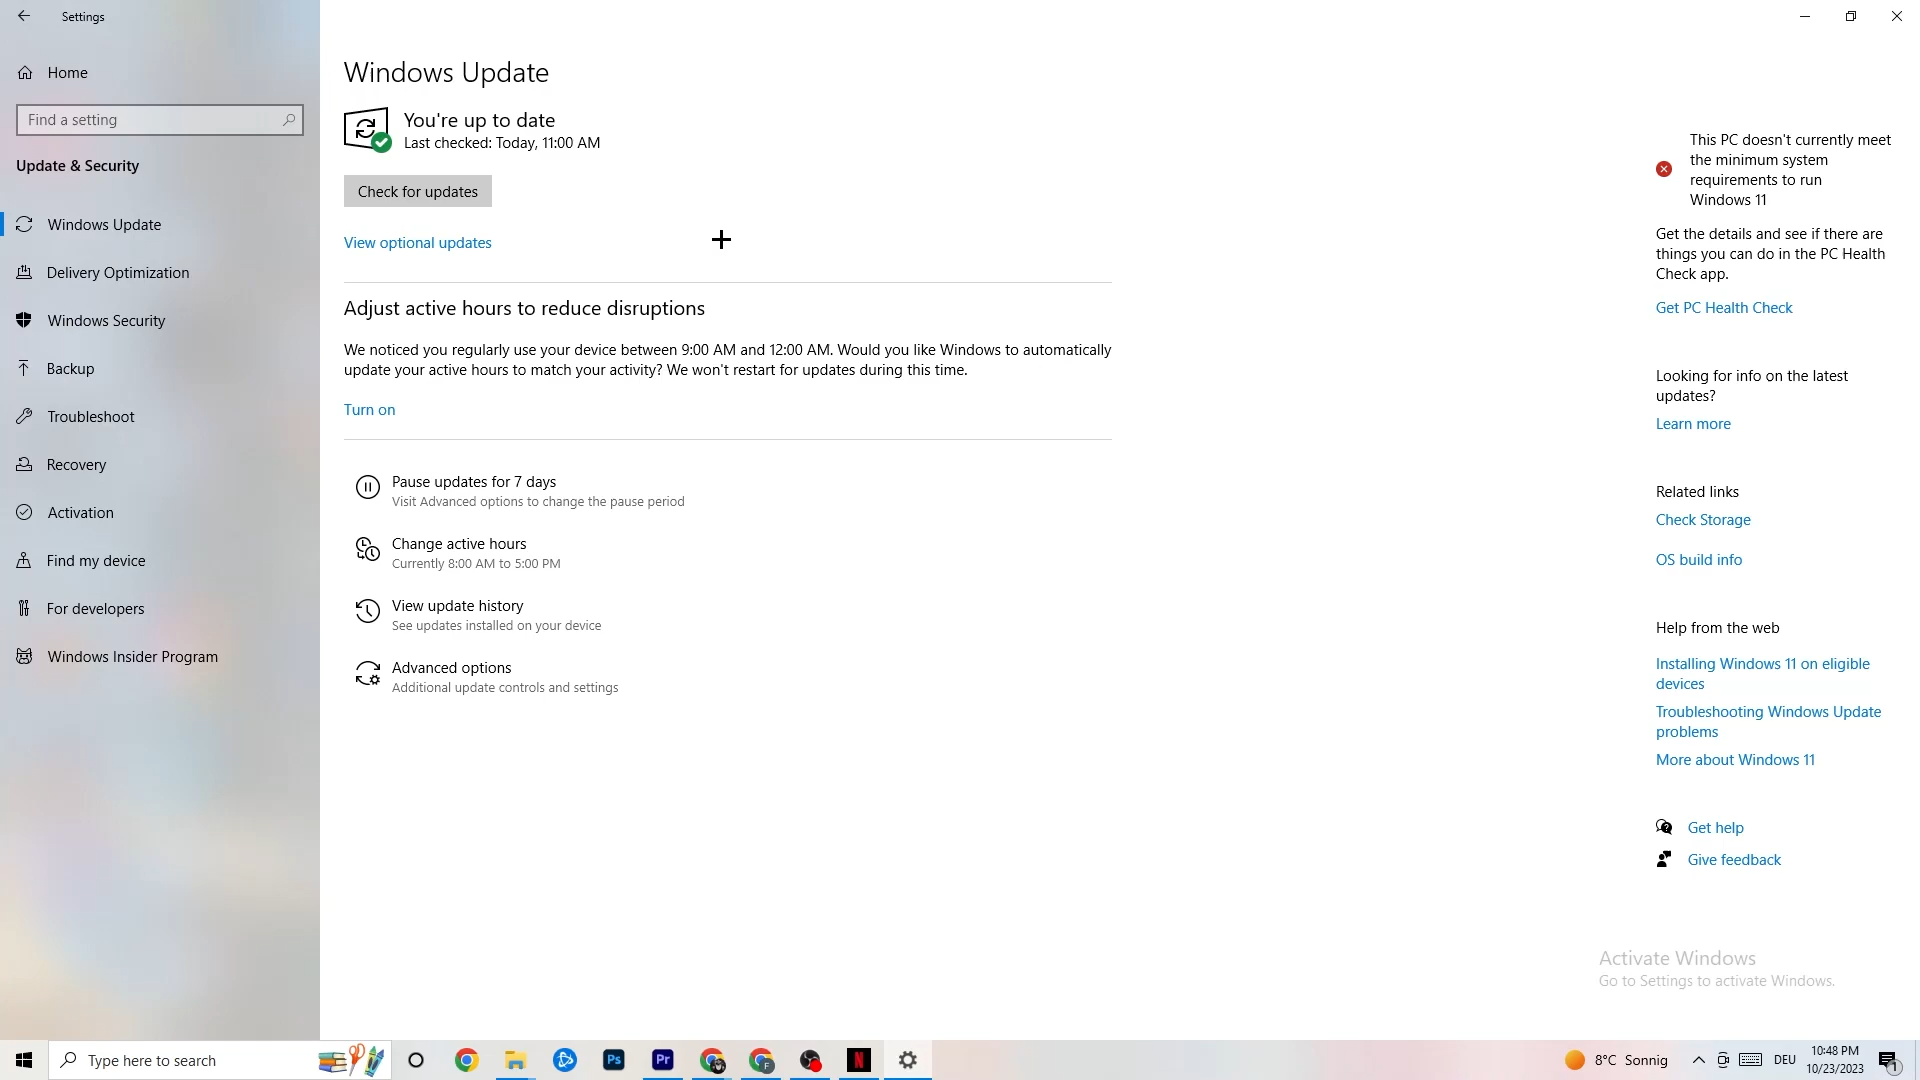 Settings
Home
Find a setting
Update & Security
Windows Update
Delivery Optimization
Windows Security
Backup
Troubleshoot
Recovery
Activation
Find my device
For developers
Windows Insider Program
Windows Update
You're up to date
Last checked: Today, 11:00 AM
Check for updates
View optional updates
Adjust active hours to reduce disruptions
We noticed you regularly use your device between 9:00 AM and 12:00 AM. Would you like Windows to automatically
update your active hours to match your activity? We won't restart for updates during this time.
Turn on
Pause updates for 7 days
Visit Advanced options to change the pause period
Change active hours
Currently 8:00 AM to 5:00 PM
View update history
See updates installed on your device
Advanced options
Additional update controls and settings
This PC doesn't currently meet
the minimum system
requirements to run
Windows 11
Get the details and see if there are
things you can do in the PC Health
Check app.
Get PC Health Check
Looking for info on the latest
updates?
Learn more
Related links
Check Storage
OS build info
Help from the web
Installing Windows 11 on eligible
devices
Troubleshooting Windows Update
problems
More about Windows 11
Get help
Give feedback
Activate Windows
Go to Settings to activate Windows.
Type here to search
Ps
Pr
F
N
8°C Sonnig
DEU
10:48 PM
10/23/2023
1